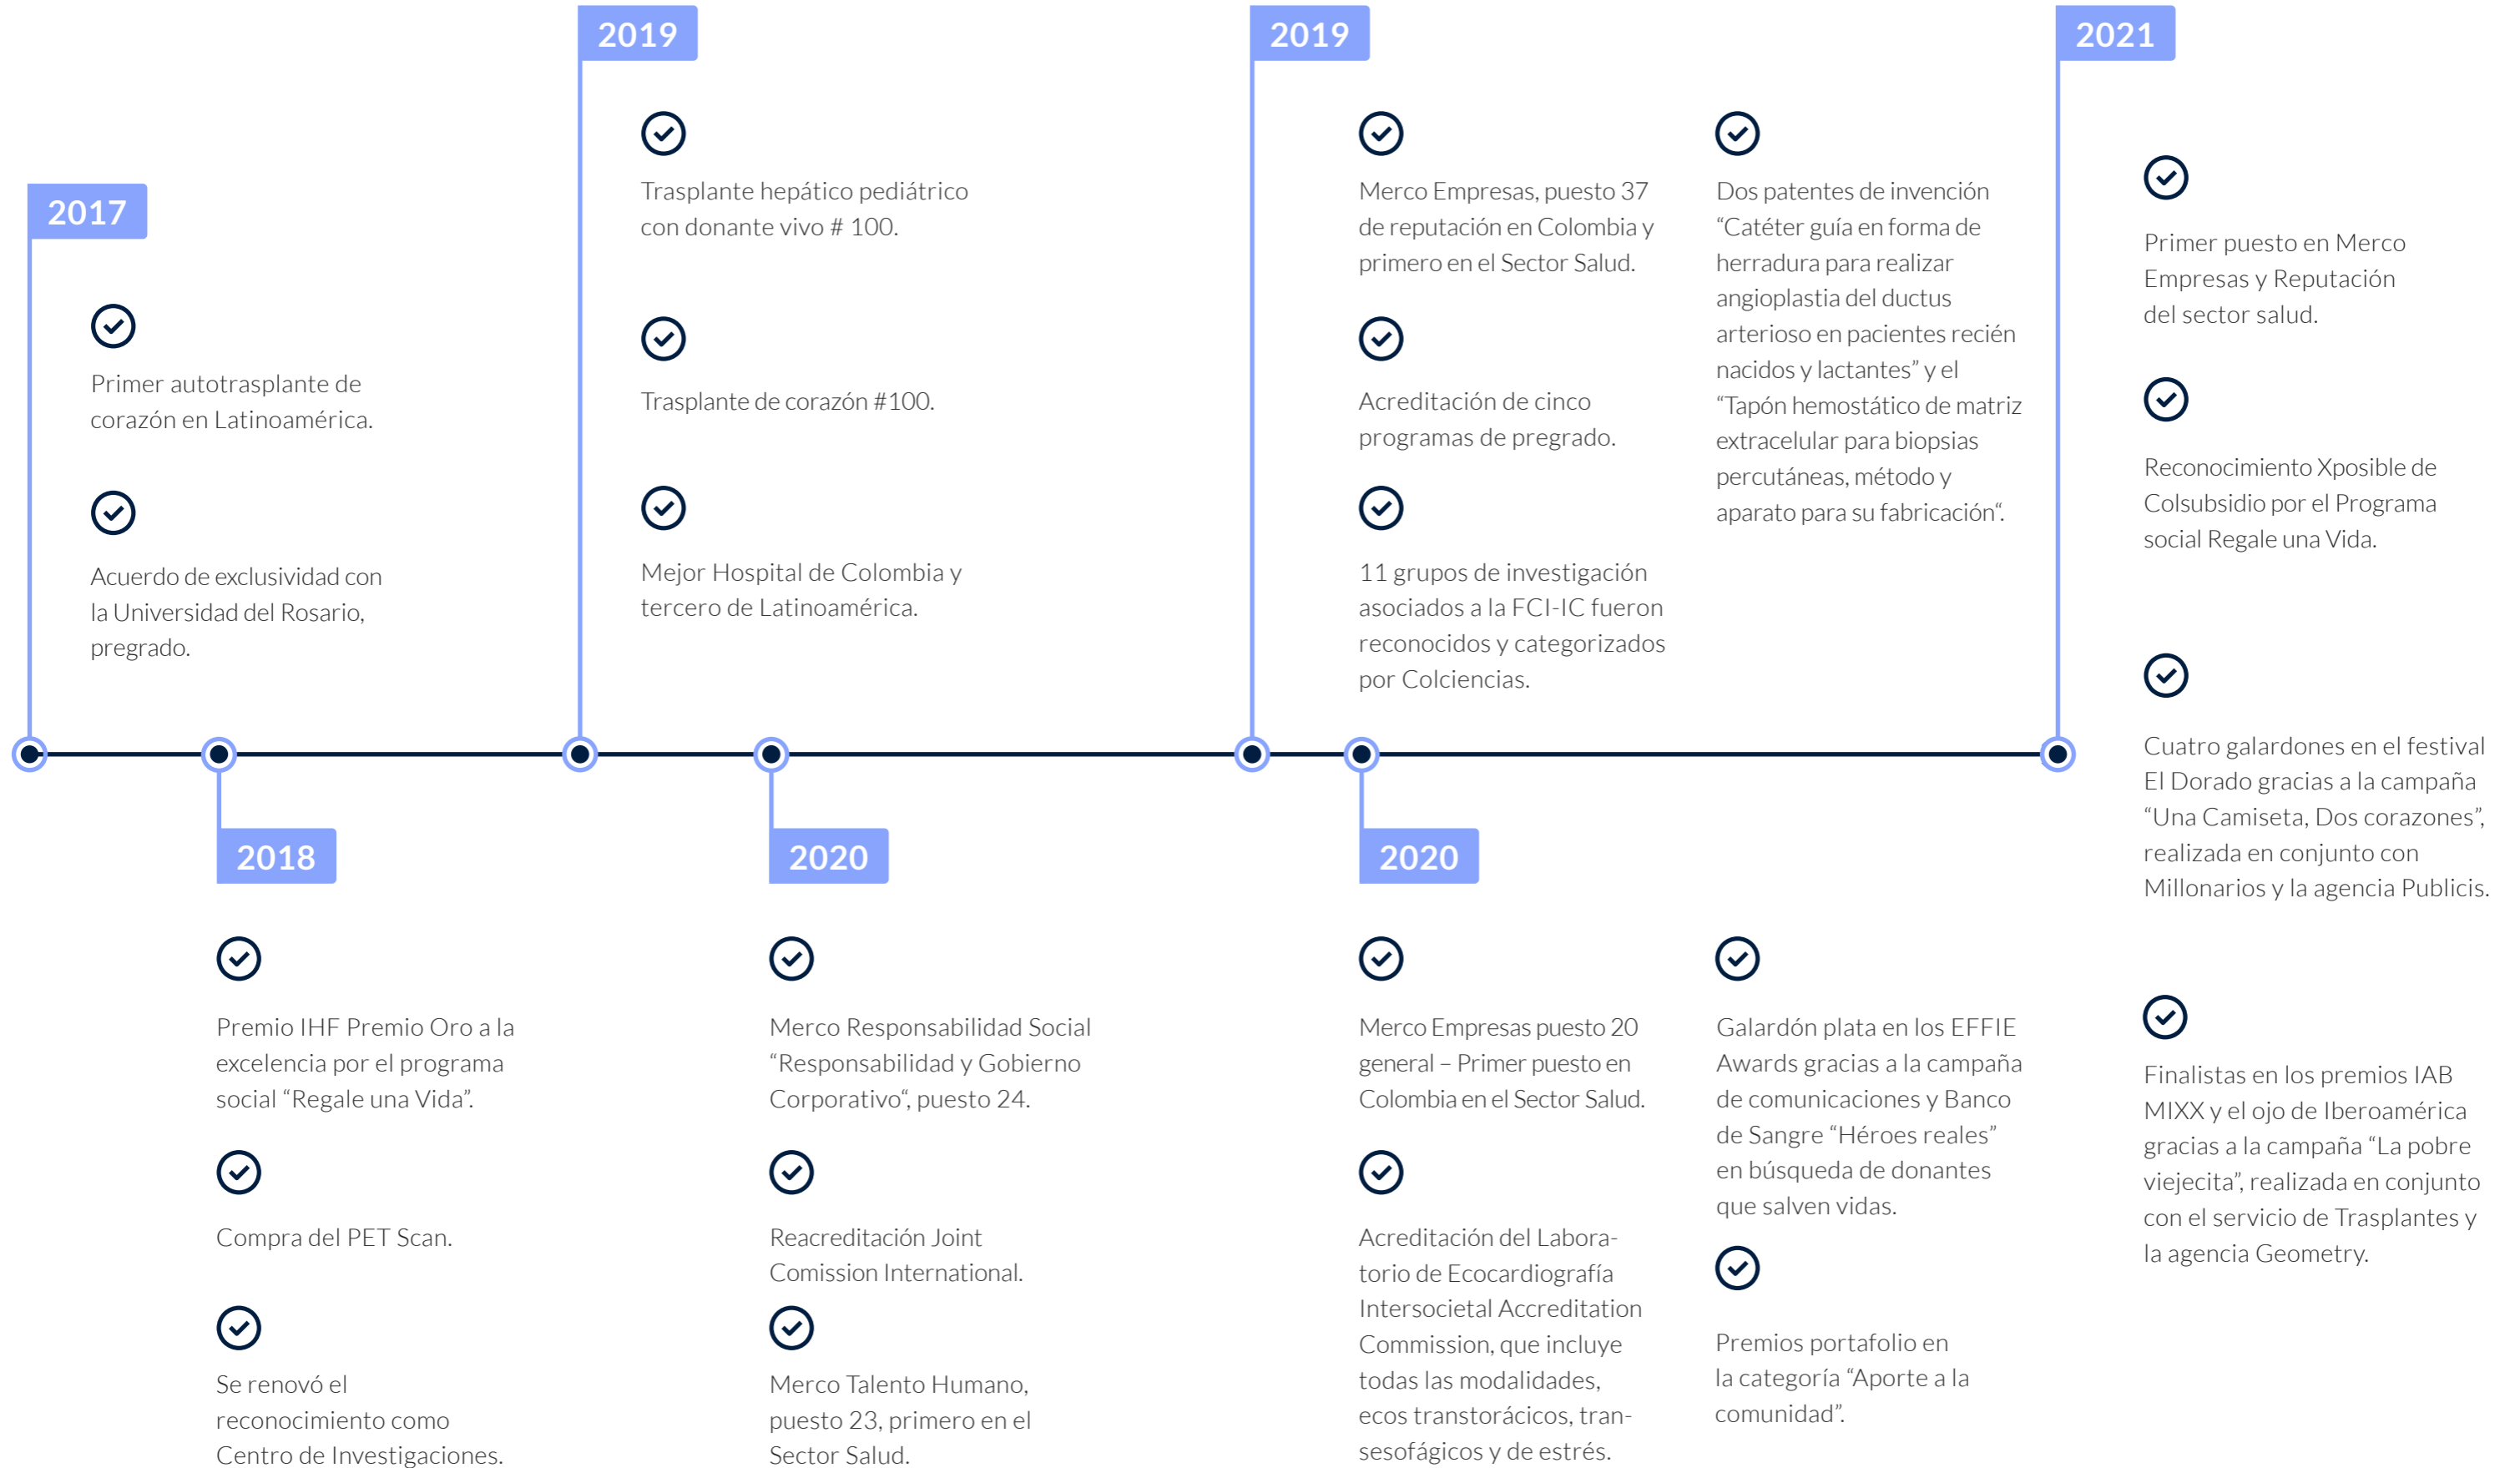 2017
Primer autotrasplante de
corazón en Latinoamérica.
Acuerdo de exclusividad con
la Universidad del Rosario,
pregrado.
2018
Premio IHF Premio Oro a la
excelencia por el programa
social “Regale una Vida”.
Compra del PET Scan.
Se renovó el
reconocimiento como
Centro de Investigaciones.
2019
Trasplante hepático pediátrico
con donante vivo # 100.
Trasplante de corazón #100.
Mejor Hospital de Colombia y
tercero de Latinoamérica.
2020
Merco Responsabilidad Social
“Responsabilidad y Gobierno
Corporativo“, puesto 24.
Reacreditación Joint
Comission International.
Merco Talento Humano,
puesto 23, primero en el
Sector Salud.
2019
Merco Empresas, puesto 37
de reputación en Colombia y
primero en el Sector Salud.
Acreditación de cinco
programas de pregrado.
11 grupos de investigación
asociados a la FCI-IC fueron
reconocidos y categorizados
por Colciencias.
Dos patentes de invención
“Catéter guía en forma de
herradura para realizar
angioplastia del ductus
arterioso en pacientes recién
nacidos y lactantes” y el
“Tapón hemostático de matriz
extracelular para biopsias
percutáneas, método y
aparato para su fabricación“.
2020
Merco Empresas puesto 20
general – Primer puesto en
Colombia en el Sector Salud.
Acreditación del Labora-
torio de Ecocardiografía
Intersocietal Accreditation
Commission, que incluye
todas las modalidades,
ecos transtorácicos, tran-
sesofágicos y de estrés.
Galardón plata en los EFFIE
Awards gracias a la campaña
de comunicaciones y Banco
de Sangre “Héroes reales”
en búsqueda de donantes
que salven vidas.
Premios portafolio en
la categoría “Aporte a la
comunidad”.
2021
Primer puesto en Merco
Empresas y Reputación
del sector salud.
Reconocimiento Xposible de
Colsubsidio por el Programa
social Regale una Vida.
Cuatro galardones en el festival
El Dorado gracias a la campaña
“Una Camiseta, Dos corazones”,
realizada en conjunto con
Millonarios y la agencia Publicis.
Finalistas en los premios IAB
MIXX y el ojo de Iberoamérica
gracias a la campaña “La pobre
viejecita”, realizada en conjunto
con el servicio de Trasplantes y
la agencia Geometry.